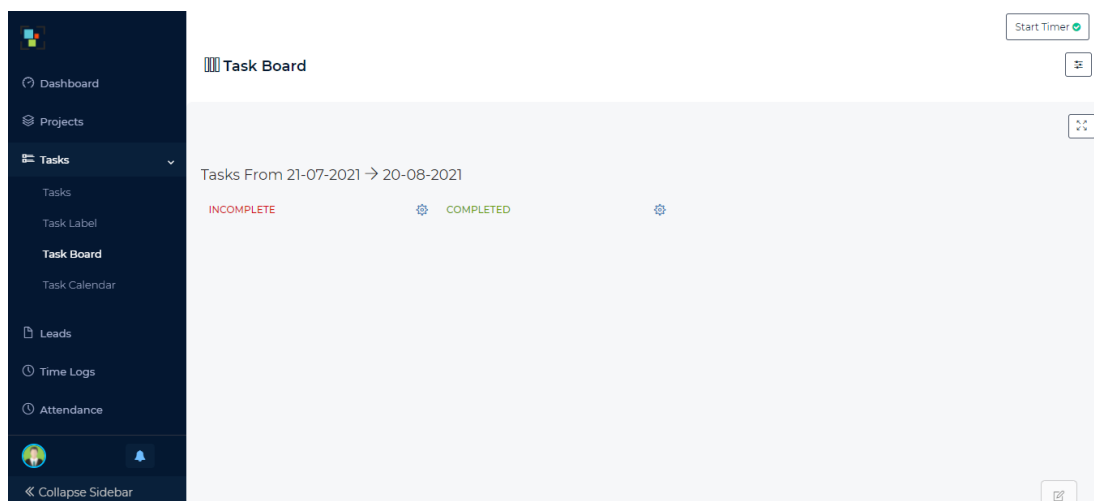 Start Timer
Task Board
Dashboard
Projects
Tasks
Tasks
Task Label
Task Board
Task Calendar
Leads
Time Logs
Attendance
Collapse Sidebar
Tasks From 21-07-2021 → 20-08-2021
INCOMPLETE
COMPLETED